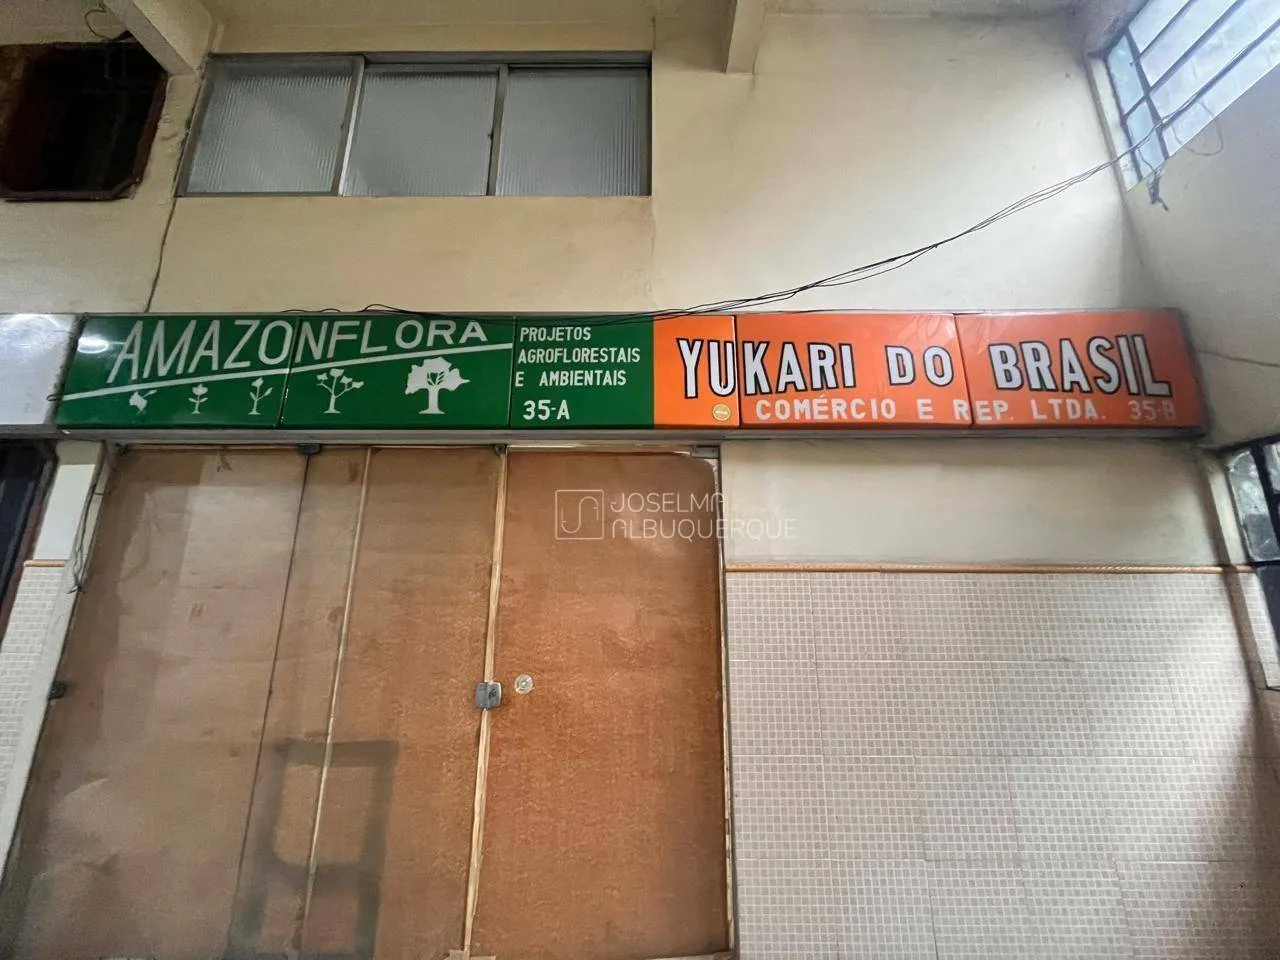 AMAZONFLORA
PROJETOS
AGROFLORESTAIS
E AMBIENTAIS
35-A
YUKARI DO BRASIL
COMÉRCIO E REP. LTDA. 35-B
JOSELMA
ALBUQUERQUE